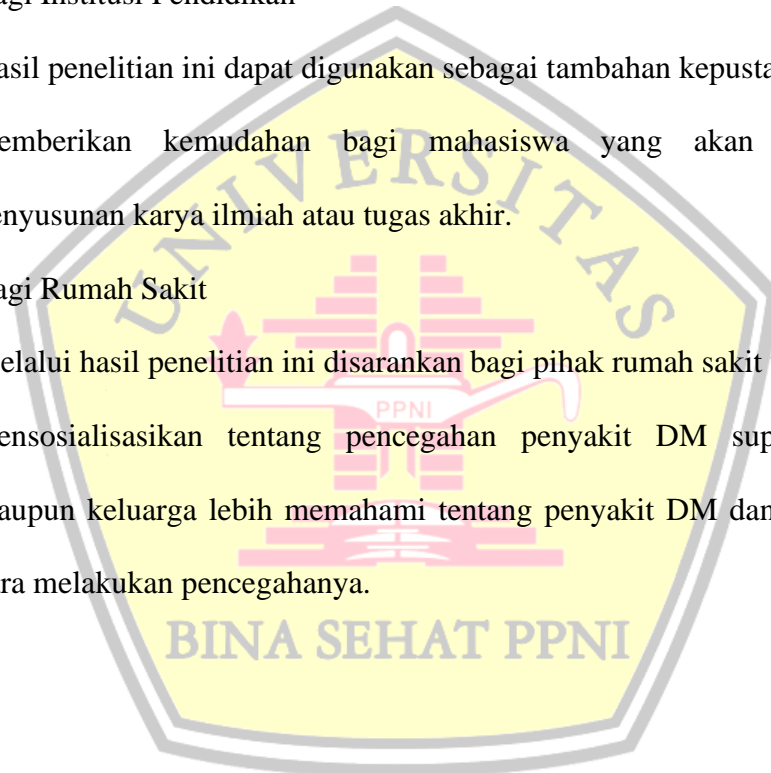 agi Institusi Pendidikan
asil penelitian ini dapat digunakan sebagai tambahan kepusta
emberikan kemudahan bagi mahasiswa yang akan
enyusunan karya ilmiah atau tugas akhir.
agi Rumah Sakit
elalui hasil penelitian ini disarankan bagi pihak rumah sakit
ensosialisasikan tentang pencegahan penyakit DM sup
aupun keluarga lebih memahami tentang penyakit DM dan
ara melakukan pencegahanya.
UNIVERSITAS
PPNI
BINA SEHAT PPNI